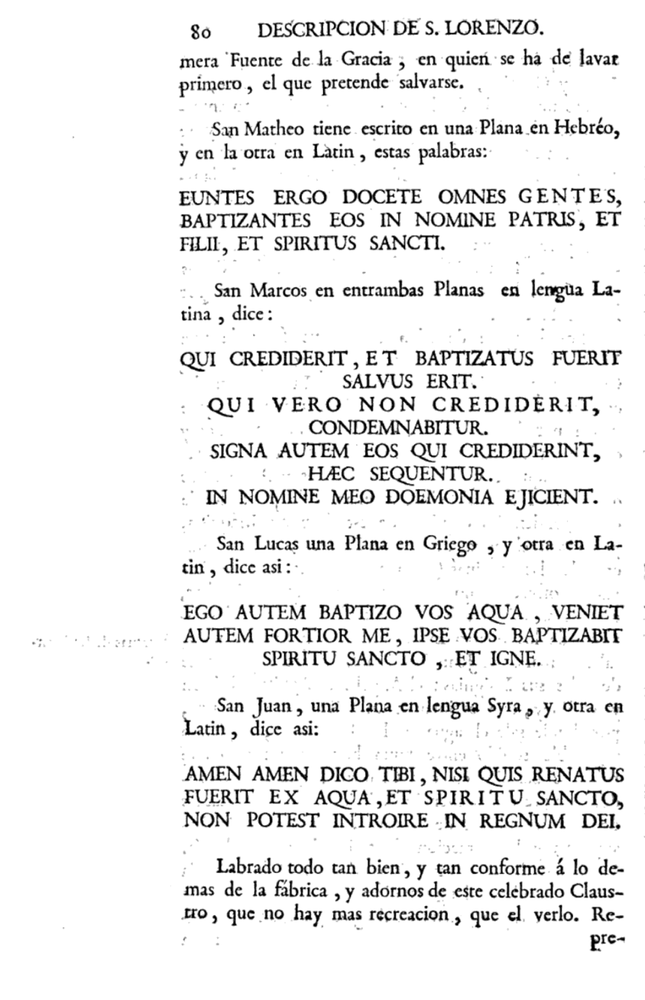 80 DESCRIPCION DE S. LORENZO.
mera Fuente de la Gracia, en quien se ha de lavar
primero, el que pretende salvarse.
San Matheo tiene escrito en una Plana en Hebréo,
y en la otra en Latin, estas palabras:
EUNTES ERGO DOCETE OMNES GENTES,
BAPTIZANTES EOS IN NOMINE PATRIS, ET
FILII, ET SPIRITUS SANCTI.
San Marcos en entrambas Planas en lengua La-
tina, dice:
QUI CREDIDERIT, ET BAPTIZATUS FUERIT
SALVUS ERIT.
QUI VERO NON CREDIDERIT,
CONDEMNABITUR.
SIGNA AUTEM EOS QUI CREDIDERINT,
HÆC SEQUENTUR.
IN NOMINE MEO DOEMONIA EJICIENT.
San Lucas una Plana en Griego, y otra en La-
tin, dice asi:
EGO AUTEM BAPTIZO VOS AQUA, VENIET
AUTEM FORTIOR ME, IPSE VOS BAPTIZABIT
SPIRITU SANCTO, ET IGNE.
San Juan, una Plana en lengua Syra, y otra en
Latin, dice asi:
AMEN AMEN DICO TIBI, NISI QUIS RENATUS
FUERIT EX AQUA, ET SPIRITU SANCTO,
NON POTEST INTROIRE IN REGNUM DEI.
Labrado todo tan bien, y tan conforme á lo de-
mas de la fábrica, y adornos de este celebrado Claus-
tro, que no hay mas recreacion, que el verlo. Re-
pre-